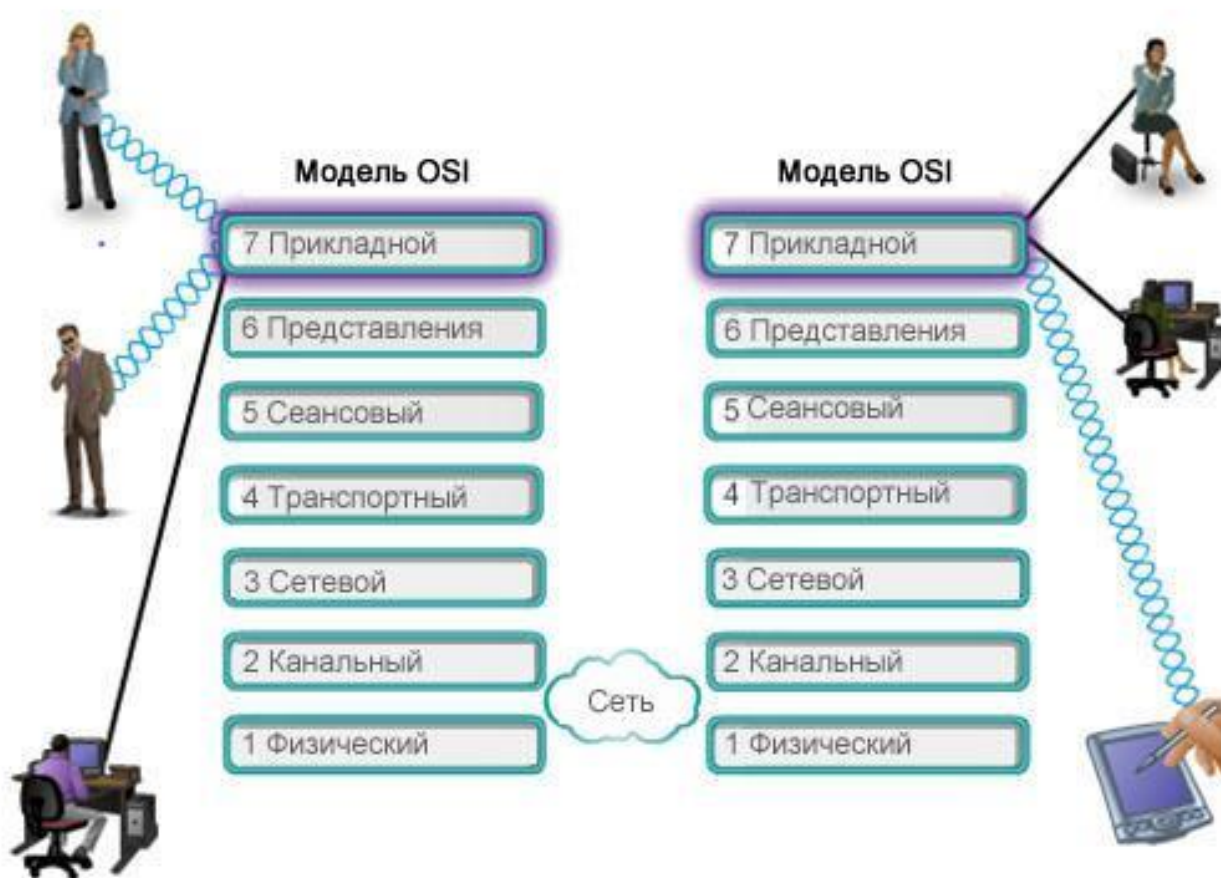 Модель OSI
7 Прикладной
6 Представления
5 Сеансовый
4 Транспортный
3 Сетевой
2 Канальный
1 Физический
Сеть
Модель OSI
7 Прикладной
6 Представления
5 Сеансовый
4 Транспортный
3 Сетевой
2 Канальный
1 Физический